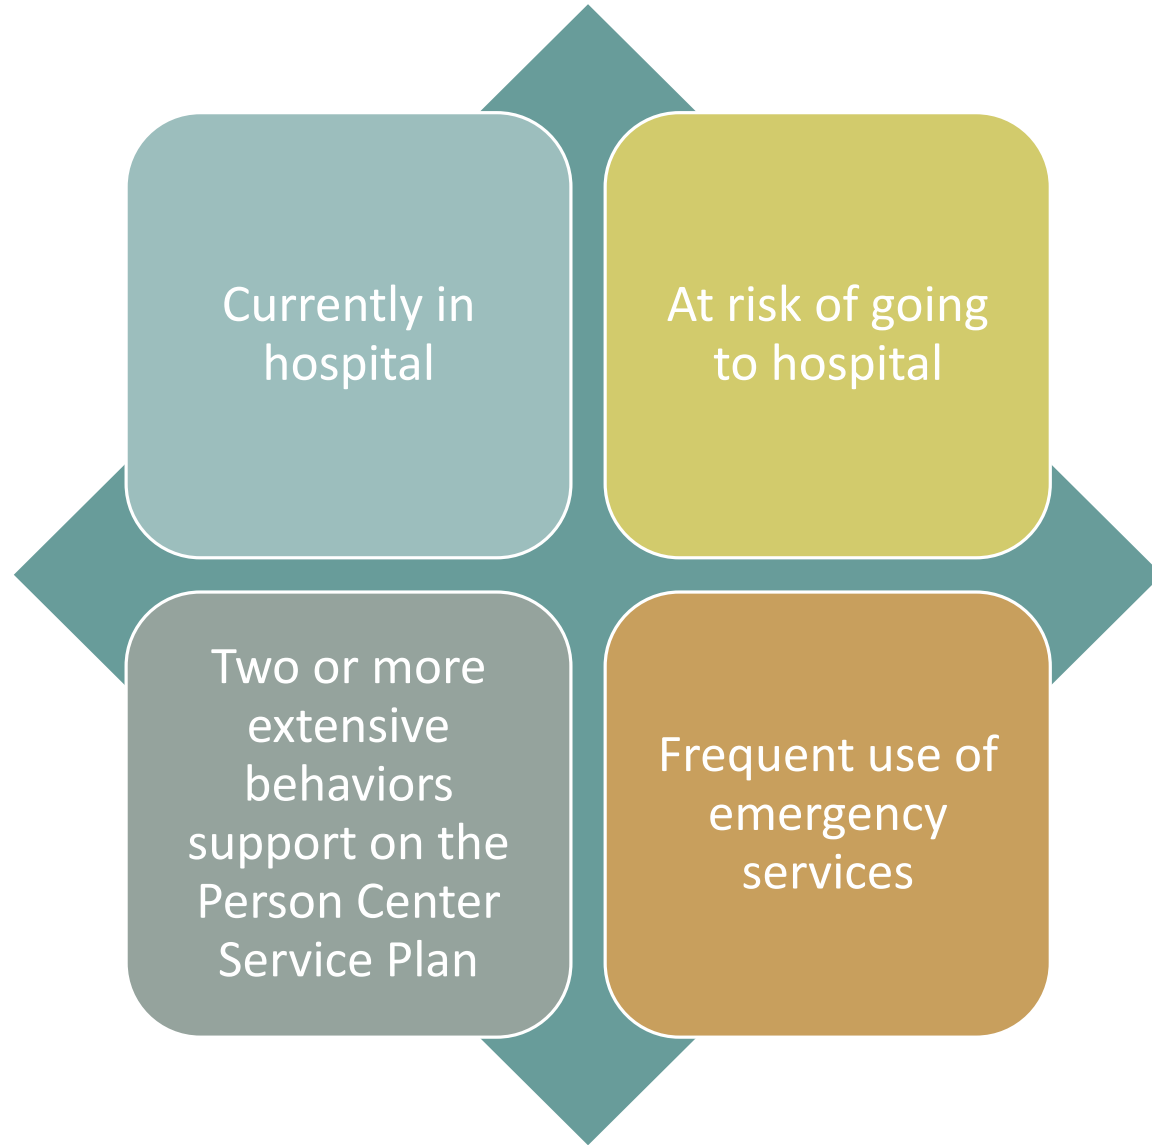 Currently in
hospital
At risk of going
to hospital
Two or more
extensive
behaviors
support on the
Person Center
Service Plan
Frequent use of
emergency
services